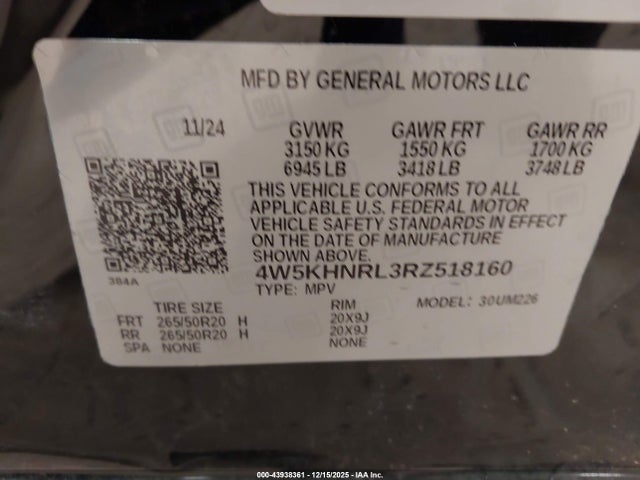 MFD BY GENERAL MOTORS LLC
11/24 GVWR GAWR FRT GAWR RR
3150 KG 1550 KG 1700 KG
6945 LB 3418 LB 3748 LB
THIS VEHICLE CONFORMS TO ALL
APPLICABLE U.S. FEDERAL MOTOR
VEHICLE SAFETY STANDARDS IN EFFECT
ON THE DATE OF MANUFACTURE
SHOWN ABOVE.
4W5KHNRL3RZ518160
384A
TYPE: MPV MODEL: 30UM226
TIRE SIZE RIM
FRT 265/50R20 H 20X9J
RR 265/50R20 H 20X9J
SPA NONE NONE
000-43938361 - 12/15/2025 - IAA Inc.